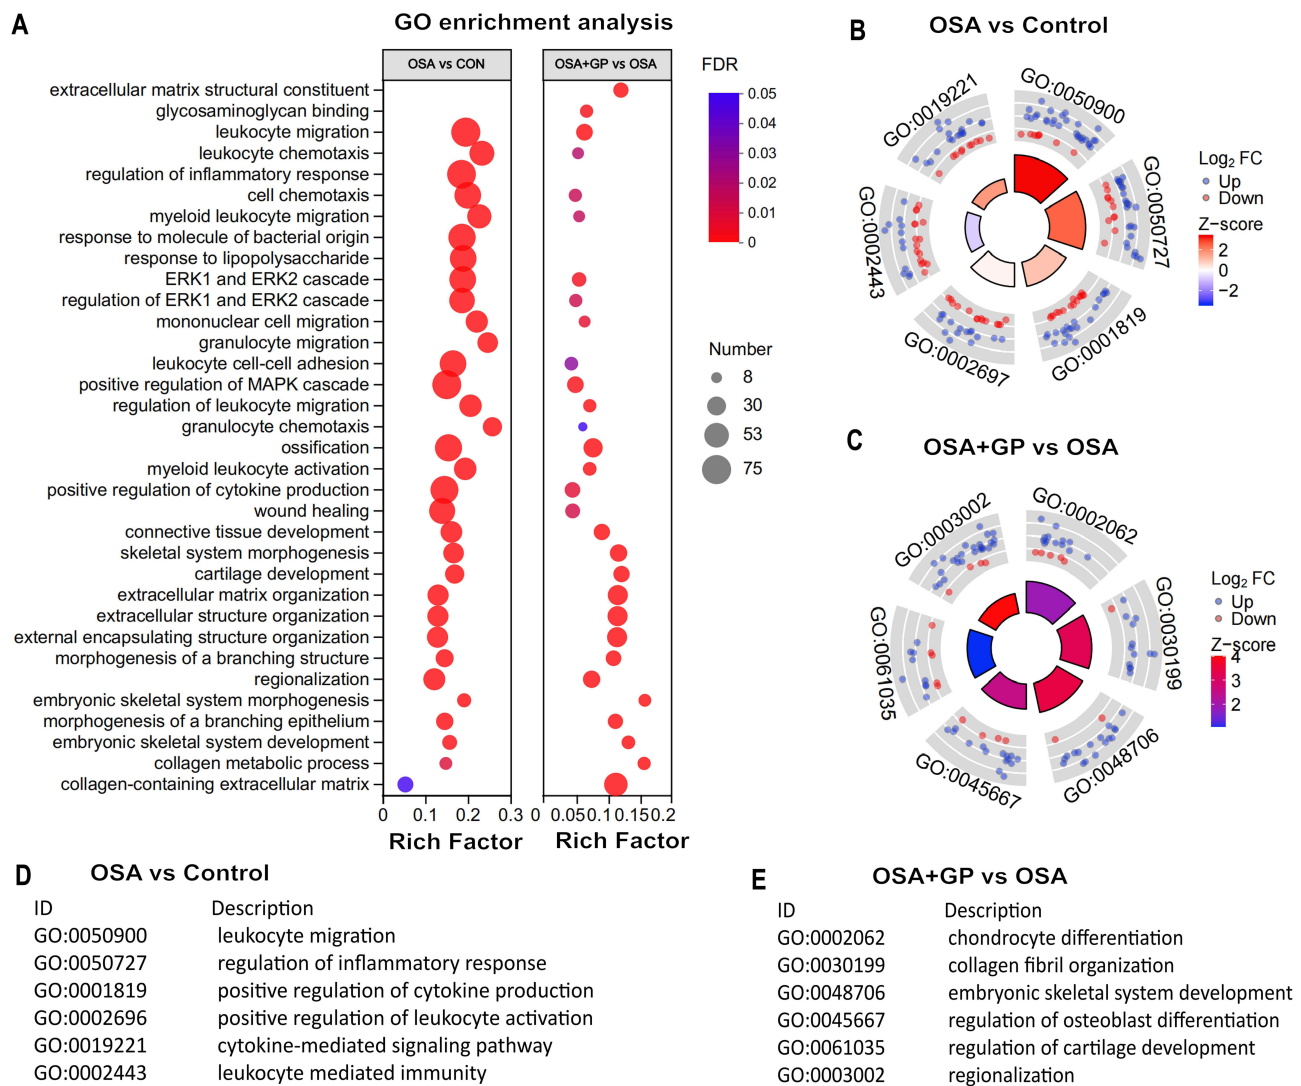 A
GO enrichment analysis
OSA vs CON
OSA+GP vs OSA
extracellular matrix structural constituent
glycosaminoglycan binding
leukocyte migration
leukocyte chemotaxis
regulation of inflammatory response
cell chemotaxis
myeloid leukocyte migration
response to molecule of bacterial origin
response to lipopolysaccharide
ERK1 and ERK2 cascade
regulation of ERK1 and ERK2 cascade
mononuclear cell migration
granulocyte migration
leukocyte cell-cell adhesion
positive regulation of MAPK cascade
regulation of leukocyte migration
granulocyte chemotaxis
ossification
myeloid leukocyte activation
positive regulation of cytokine production
wound healing
connective tissue development
skeletal system morphogenesis
cartilage development
extracellular matrix organization
extracellular structure organization
external encapsulating structure organization
morphogenesis of a branching structure
regionalization
embryonic skeletal system morphogenesis
morphogenesis of a branching epithelium
embryonic skeletal system development
collagen metabolic process
collagen-containing extracellular matrix
0 0.1 0.2 0.3
0 0.05 0.1 0.15 0.2
Rich Factor
Rich Factor
FDR
0.05
0.04
0.03
0.02
0.01
0
Number
8
30
53
75
B
OSA vs Control
GO:0050900
GO:0050727
GO:0001819
GO:0002697
GO:0002443
GO:0019221
Log2 FC
Up
Down
Z-score
2
0
−2
C
OSA+GP vs OSA
GO:0002062
GO:0030199
GO:0048706
GO:0045667
GO:0061035
GO:0003002
Log2 FC
Up
Down
Z-score
4
3
2
D
OSA vs Control
ID Description
GO:0050900 leukocyte migration
GO:0050727 regulation of inflammatory response
GO:0001819 positive regulation of cytokine production
GO:0002696 positive regulation of leukocyte activation
GO:0019221 cytokine-mediated signaling pathway
GO:0002443 leukocyte mediated immunity
E
OSA+GP vs OSA
ID Description
GO:0002062 chondrocyte differentiation
GO:0030199 collagen fibril organization
GO:0048706 embryonic skeletal system development
GO:0045667 regulation of osteoblast differentiation
GO:0061035 regulation of cartilage development
GO:0003002 regionalization